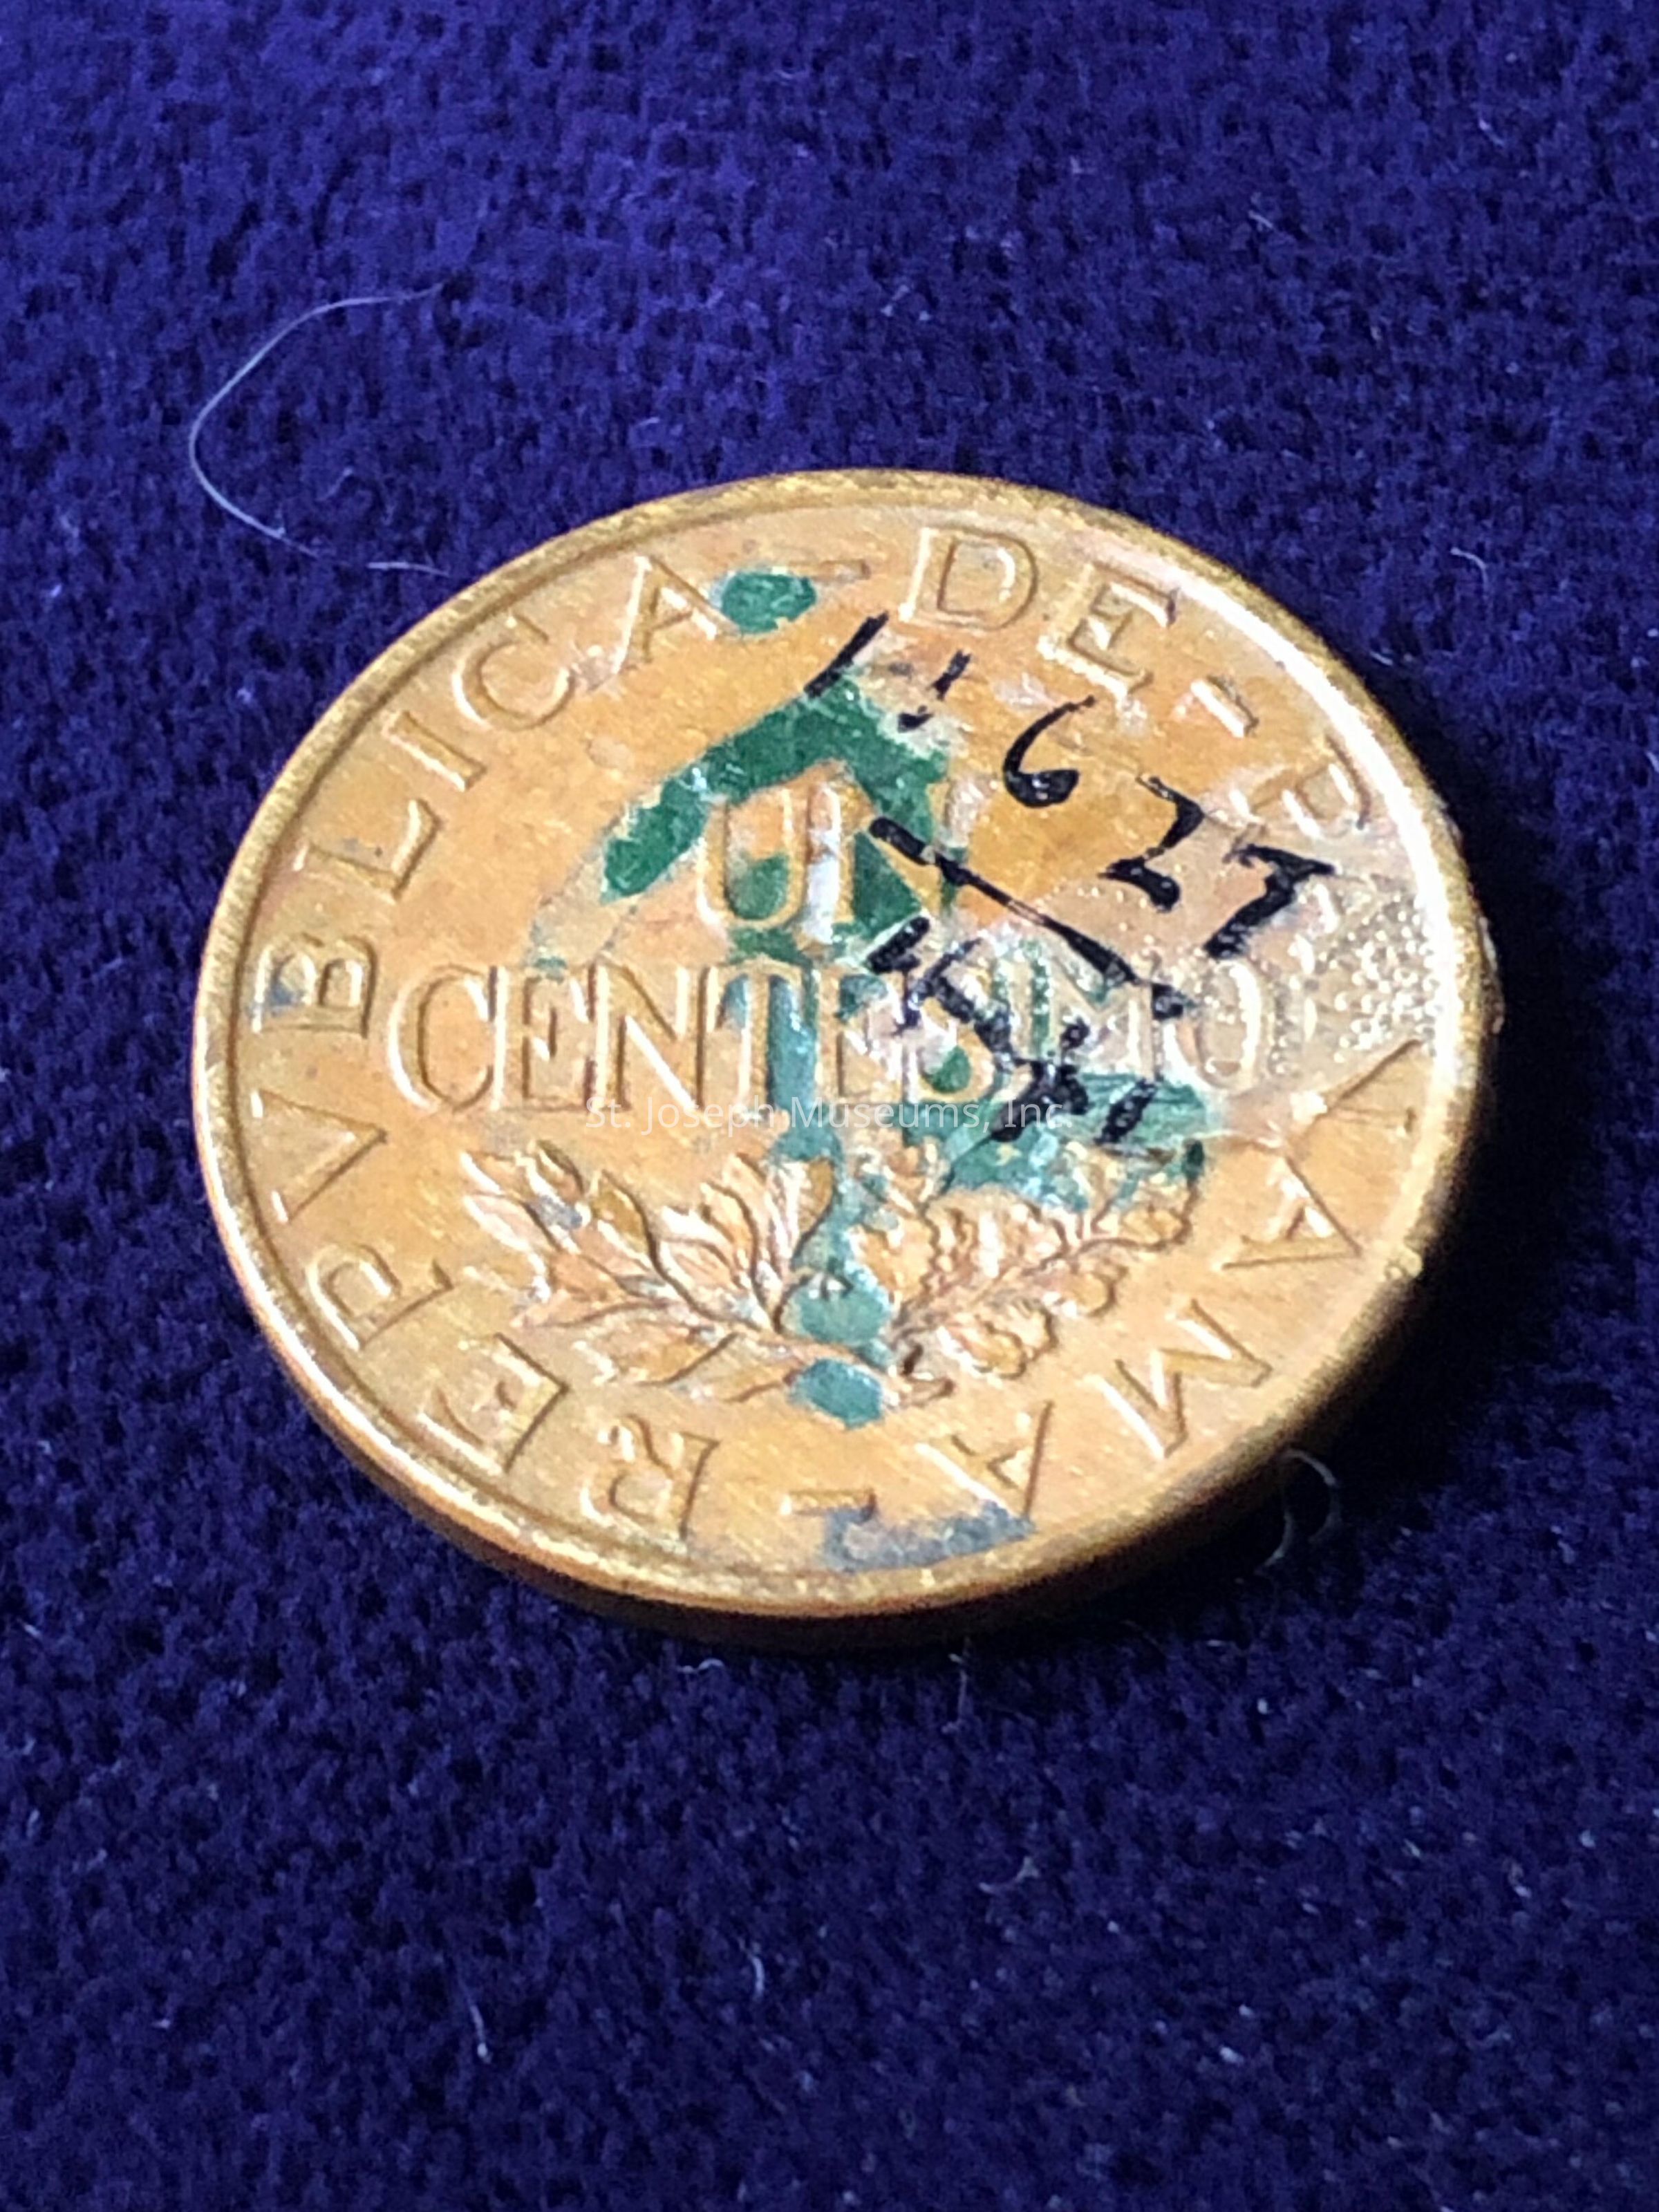 REPVBLICA - DE - PANAMA -
UN
CENTESIMO
St. Joseph Museums, Inc.